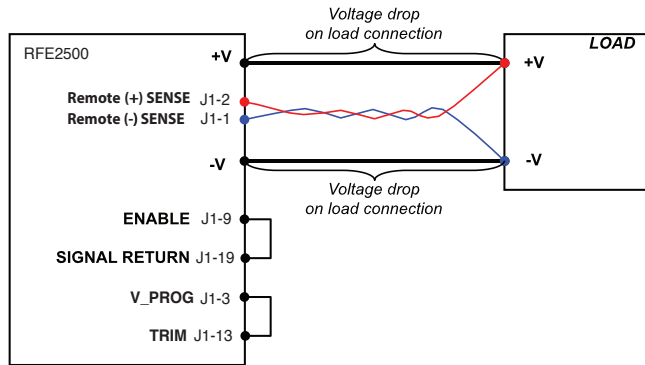 Voltage drop
on load connection
LOAD
RFE2500
+V
+V
Remote (+) SENSE J1-2
Remote (-) SENSE J1-1
-V
-V
Voltage drop
on load connection
ENABLE J1-9
SIGNAL RETURN J1-19
V_PROG J1-3
TRIM J1-13